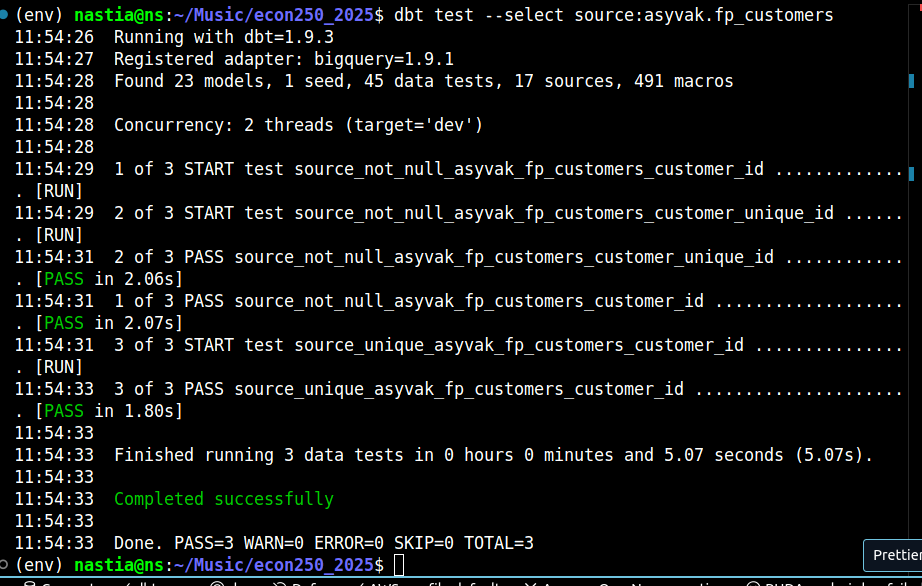 (env) nastia@ns:~/Music/econ250_2025$ dbt test --select source:asyvak.fp_customers
11:54:26  Running with dbt=1.9.3
11:54:27  Registered adapter: bigquery=1.9.1
11:54:28  Found 23 models, 1 seed, 45 data tests, 17 sources, 491 macros
11:54:28
11:54:28  Concurrency: 2 threads (target='dev')
11:54:28
11:54:29  1 of 3 START test source_not_null_asyvak_fp_customers_customer_id .............
. [RUN]
11:54:29  2 of 3 START test source_not_null_asyvak_fp_customers_customer_unique_id ......
. [RUN]
11:54:31  2 of 3 PASS source_not_null_asyvak_fp_customers_customer_unique_id ............
. [PASS in 2.06s]
11:54:31  1 of 3 PASS source_not_null_asyvak_fp_customers_customer_id ...................
. [PASS in 2.07s]
11:54:31  3 of 3 START test source_unique_asyvak_fp_customers_customer_id ...............
. [RUN]
11:54:33  3 of 3 PASS source_unique_asyvak_fp_customers_customer_id .....................
. [PASS in 1.80s]
11:54:33
11:54:33  Finished running 3 data tests in 0 hours 0 minutes and 5.07 seconds (5.07s).
11:54:33
11:54:33  Completed successfully
11:54:33
11:54:33  Done. PASS=3 WARN=0 ERROR=0 SKIP=0 TOTAL=3
(env) nastia@ns:~/Music/econ250_2025$
Prettier